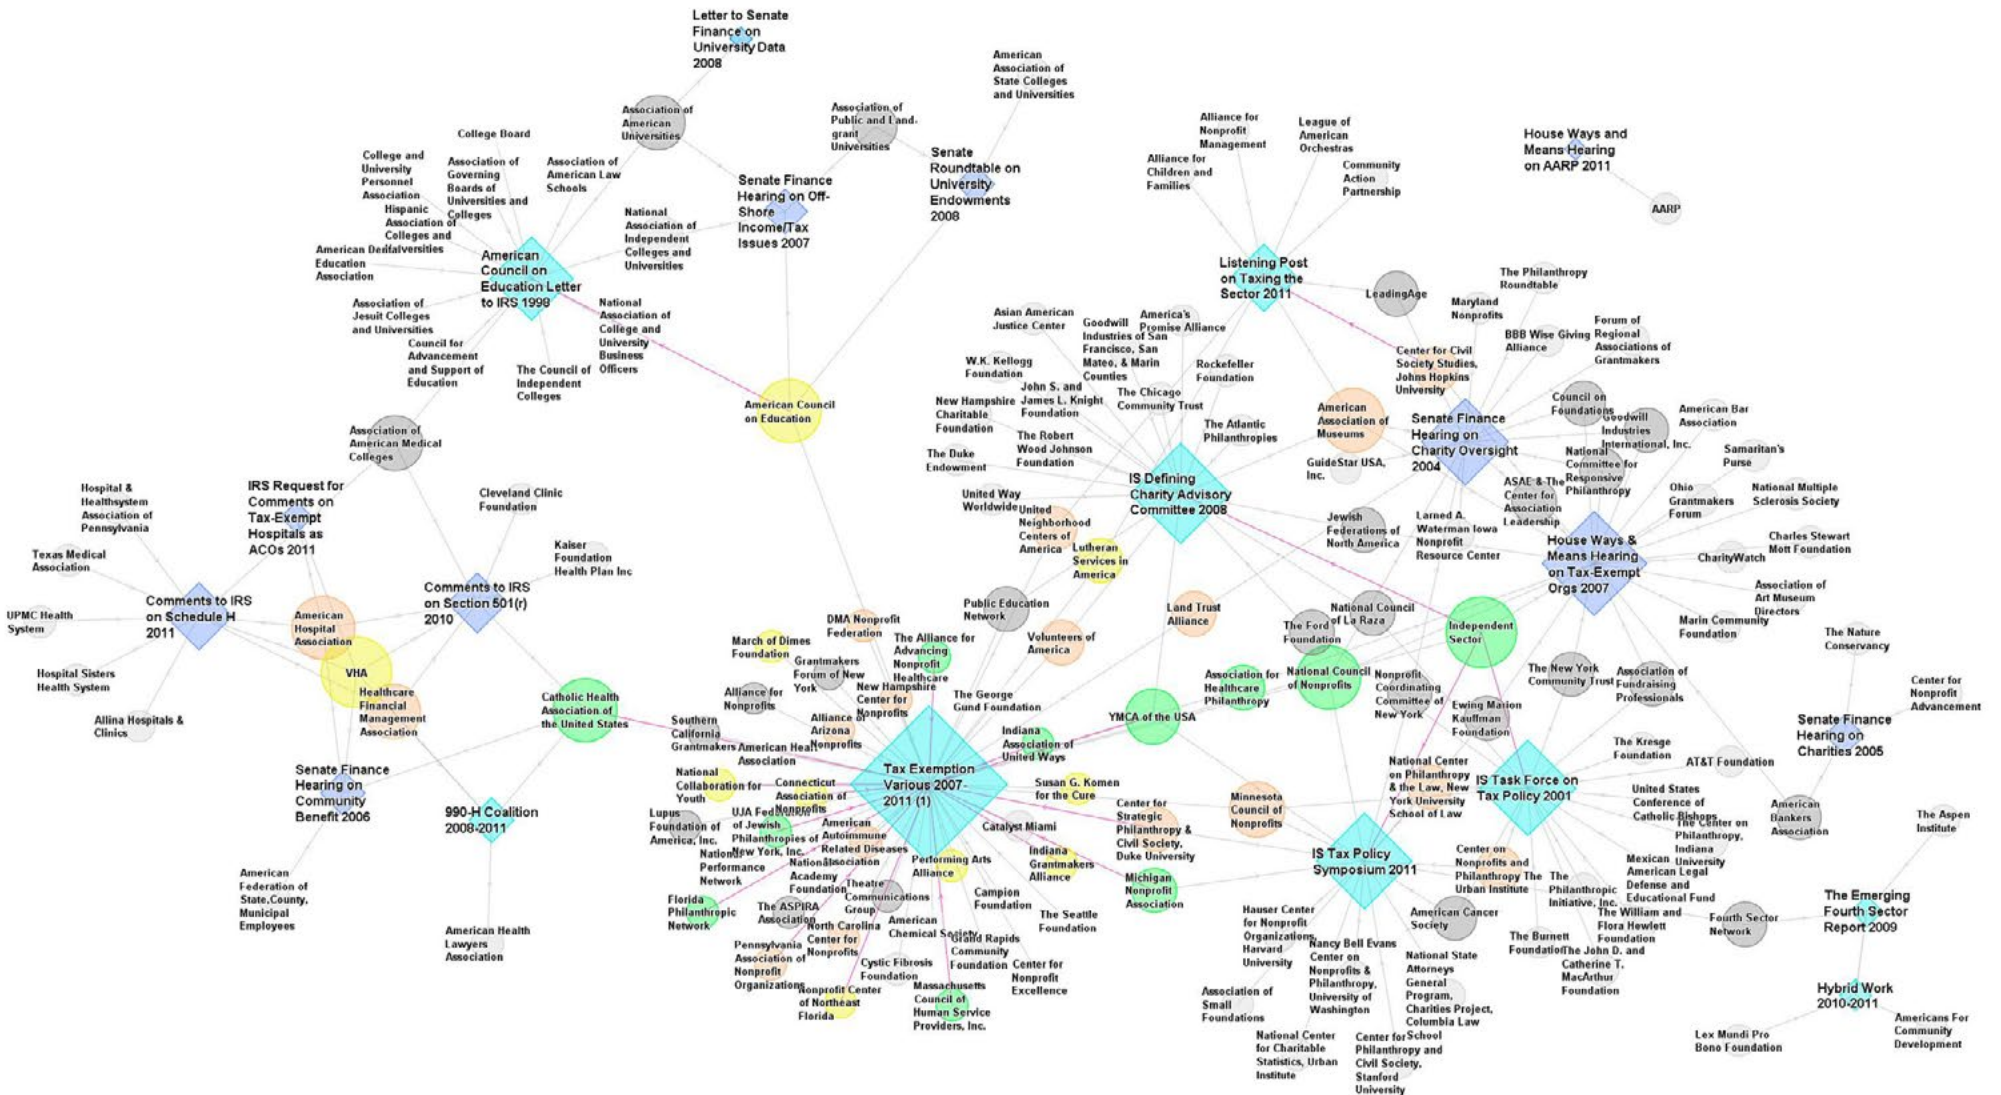 Letter to Senate
Finance on
University Data
2008
American
Association of
State Colleges
and Universities
Association of
American
Universities
Association of
Public and Land-
grant
Universities
College Board
College and
University
Personnel
Association
Association of
Governing
Boards of
Universities and
Colleges
Association of
American Law
Schools
Senate
Roundtable on
University
Endowments
2008
Alliance for
Nonprofit
Management
League of
American
Orchestras
Alliance for
Children and
Families
Community
Action
Partnership
House Ways and
Means Hearing
on AARP 2011
AARP
Senate Finance
Hearing on Off-
Shore
Income/Tax
Issues 2007
Hispanic
Association of
Colleges and
Universities
National
Association of
Independent
Colleges and
Universities
American Dental
Education
Association
American
Council on
Education Letter
to IRS 1998
Association of
Jesuit Colleges
and Universities
National
Association of
College and
University
Business
Officers
Council for
Advancement
and Support of
Education
The Council of
Independent
Colleges
American Council
on Education
Listening Post
on Taxing the
Sector 2011
LeadingAge
The Philanthropy
Roundtable
Maryland
Nonprofits
BBB Wise Giving
Alliance
Forum of
Regional
Associations of
Grantmakers
Center for Civil
Society Studies,
Johns Hopkins
University
Asian American
Justice Center
Goodwill
Industries of San
Francisco, San
Mateo, & Marin
Counties
America's
Promise Alliance
W.K. Kellogg
Foundation
Rockefeller
Foundation
John S. and
James L. Knight
Foundation
The Chicago
Community Trust
New Hampshire
Charitable
Foundation
The Robert
Wood Johnson
Foundation
The Atlantic
Philanthropies
The Duke
Endowment
American
Association of
Museums
GuideStar USA,
Inc.
Senate Finance
Hearing on
Charity Oversight
2004
Council on
Foundations
Goodwill
Industries
International, Inc.
American Bar
Association
National
Committee for
Responsive
Philanthropy
Samaritan's
Purse
ASAE & The
Center for
Association
Leadership
Ohio
Grantmakers
Forum
National Multiple
Sclerosis Society
Association of
American Medical
Colleges
Hospital &
Healthsystem
Association of
Pennsylvania
IRS Request for
Comments on
Tax-Exempt
Hospitals as
ACOs 2011
Cleveland Clinic
Foundation
Texas Medical
Association
Kaiser
Foundation
Health Plan Inc
Comments to IRS
on Schedule H
2011
Comments to IRS
on Section 501(r)
2010
UPMC Health
System
American
Hospital
Association
VHA
Hospital Sisters
Health System
Healthcare
Financial
Management
Association
Allina Hospitals &
Clinics
Catholic Health
Association of
the United States
Senate Finance
Hearing on
Community
Benefit 2006
990-H Coalition
2008-2011
American
Federation of
State,County,
Municipal
Employees
American Health
Lawyers
Association
United Way
Worldwide
United
Neighborhood
Centers of
America
Lutheran
Services in
America
IS Defining
Charity Advisory
Committee 2008
Jewish
Federations of
North America
Larned A.
Waterman Iowa
Nonprofit
Resource Center
House Ways &
Means Hearing
on Tax-Exempt
Orgs 2007
Charles Stewart
Mott Foundation
CharityWatch
Association of
Art Museum
Directors
Marin Community
Foundation
Public Education
Network
Volunteers of
America
Land Trust
Alliance
The Ford
Foundation
National Council
of La Raza
Independent
Sector
The Nature
Conservancy
Center for
Nonprofit
Advancement
Senate Finance
Hearing on
Charities 2005
DMA Nonprofit
Federation
March of Dimes
Foundation
The Alliance for
Advancing
Nonprofit
Healthcare
Grantmakers
Forum of New
York
New Hampshire
Center for
Nonprofits
Alliance for
Nonprofits
The George
Gund Foundation
Alliance of
Arizona
Nonprofits
Southern
California
Grantmakers
American Heart
Association
YMCA of the USA
Association for
Healthcare
Philanthropy
National Council
of Nonprofits
Nonprofit
Coordinating
Committee of
New York
The New York
Community Trust
Association of
Fundraising
Professionals
Ewing Marion
Kauffman
Foundation
Indiana
Association of
United Ways
Tax Exemption
Various 2007-
2011 (1)
National
Collaboration for
Youth
Connecticut
Association of
Nonprofits
Susan G. Komen
for the Cure
Center for
Strategic
Philanthropy &
Civil Society,
Duke University
Minnesota
Council of
Nonprofits
National Center
on Philanthropy
& the Law, New
York University
School of Law
IS Task Force on
Tax Policy 2001
The Kresge
Foundation
AT&T Foundation
United States
Conference of
Catholic Bishops
American
Bankers
Association
The Center on
Philanthropy,
Indiana
University
The Aspen
Institute
Lupus
Foundation of
America, Inc.
UJA Federation
of Jewish
Philanthropies of
New York, Inc.
American
Autoimmune
Related Diseases
Association
Catalyst Miami
National
Performance
Network
National
Academy
Foundation
Performing Arts
Alliance
Indiana
Grantmakers
Alliance
Michigan
Nonprofit
Association
IS Tax Policy
Symposium 2011
Center on
Nonprofits and
Philanthropy The
Urban Institute
Mexican
American Legal
Defense and
Educational Fund
The
Philanthropic
Initiative, Inc.
The William and
Flora Hewlett
Foundation
Fourth Sector
Network
The Emerging
Fourth Sector
Report 2009
Florida
Philanthropic
Network
The ASPIRA
Association
Theatre
Communications
Group
Campion
Foundation
The Seattle
Foundation
American
Chemical Society
North Carolina
Center for
Nonprofits
Grand Rapids
Community
Foundation
Pennsylvania
Association of
Nonprofit
Organizations
Cystic Fibrosis
Foundation
Center for
Nonprofit
Excellence
Nonprofit Center
of Northeast
Florida
Massachusetts
Council of
Human Service
Providers, Inc.
Hauser Center
for Nonprofit
Organizations,
Harvard
University
American Cancer
Society
The Burnett
Foundation
The John D. and
Catherine T.
MacArthur
Foundation
Nancy Bell Evans
Center on
Nonprofits &
Philanthropy,
University of
Washington
National State
Attorneys
General
Program,
Charities Project,
Columbia Law
School
Association of
Small
Foundations
National Center
for Charitable
Statistics, Urban
Institute
Center for
Philanthropy and
Civil Society,
Stanford
University
Hybrid Work
2010-2011
Lex Mundi Pro
Bono Foundation
Americans For
Community
Development